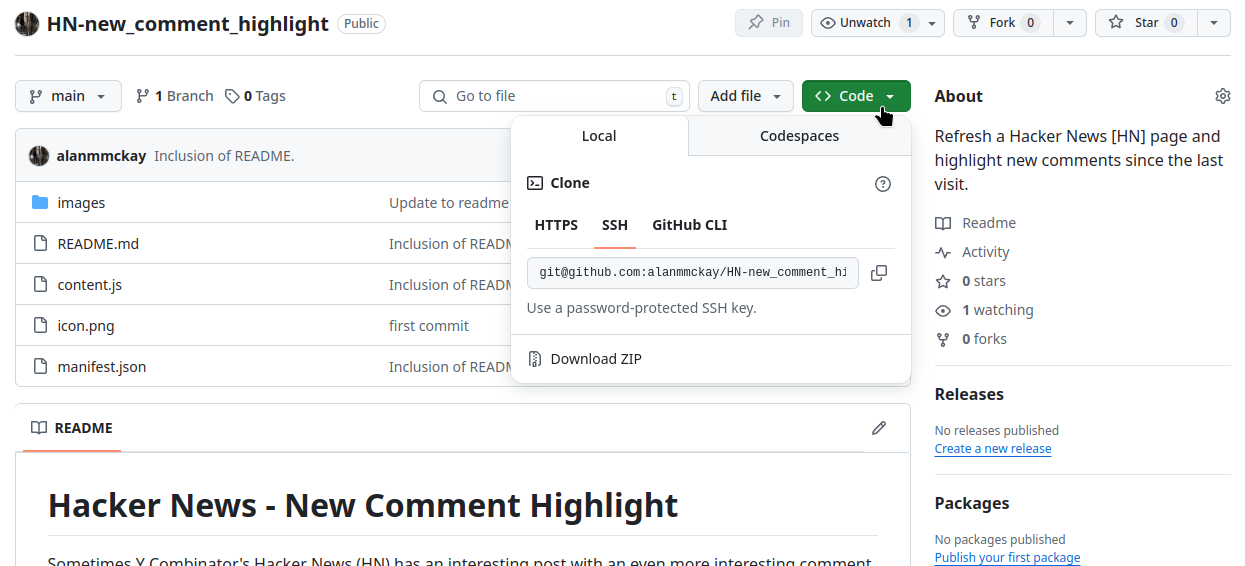 HN-new_comment_highlight Public Pin Unwatch 1 Fork 0 Star 0
main 1 Branch 0 Tags Go to file t Add file Code
alanmmckay Inclusion of README.
images Update to readme
README.md Inclusion of READ
content.js Inclusion of READ
icon.png first commit
manifest.json Inclusion of READ
Local Codespaces
Clone
HTTPS SSH GitHub CLI
git@github.com:alanmmckay/HN-new_comment_hi
Use a password-protected SSH key.
Download ZIP
README
Hacker News - New Comment Highlight
Sometimes Y Combinator's Hacker News (HN) has an interesting post with an even more interesting comment
About
Refresh a Hacker News [HN] page and
highlight new comments since the last
visit.
Readme
Activity
0 stars
1 watching
0 forks
Releases
No releases published
Create a new release
Packages
No packages published
Publish your first package